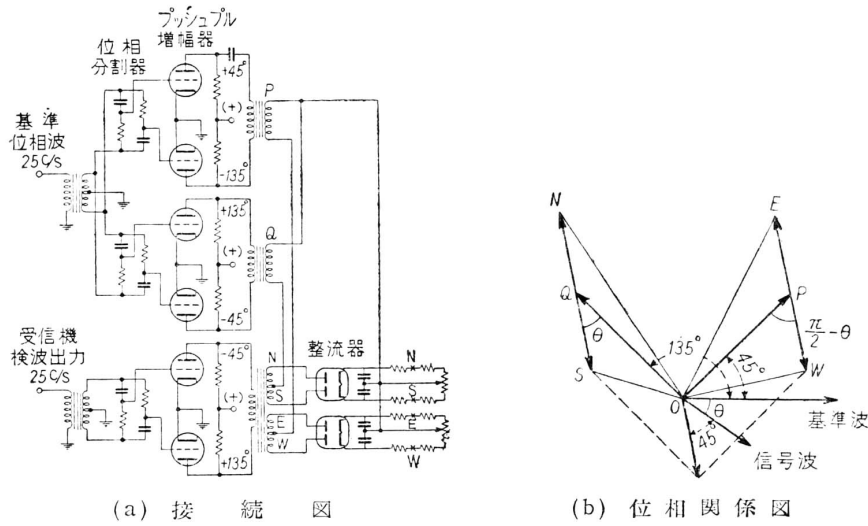 プッシュプル
増幅器
位相
分割器
+45°
P
(+)
基準
位相波
25c/s
-135°
+135°
Q
(+)
-45°
受信機
検波出力
25c/s
-45°
(+)
+135°
整流器
N
S
E
W
N
S
E
W
(a) 接続図
N
E
Q
P
θ
π/2-θ
135°
45°
S
W
O
θ
基準波
45°
信号波
(b) 位相関係図